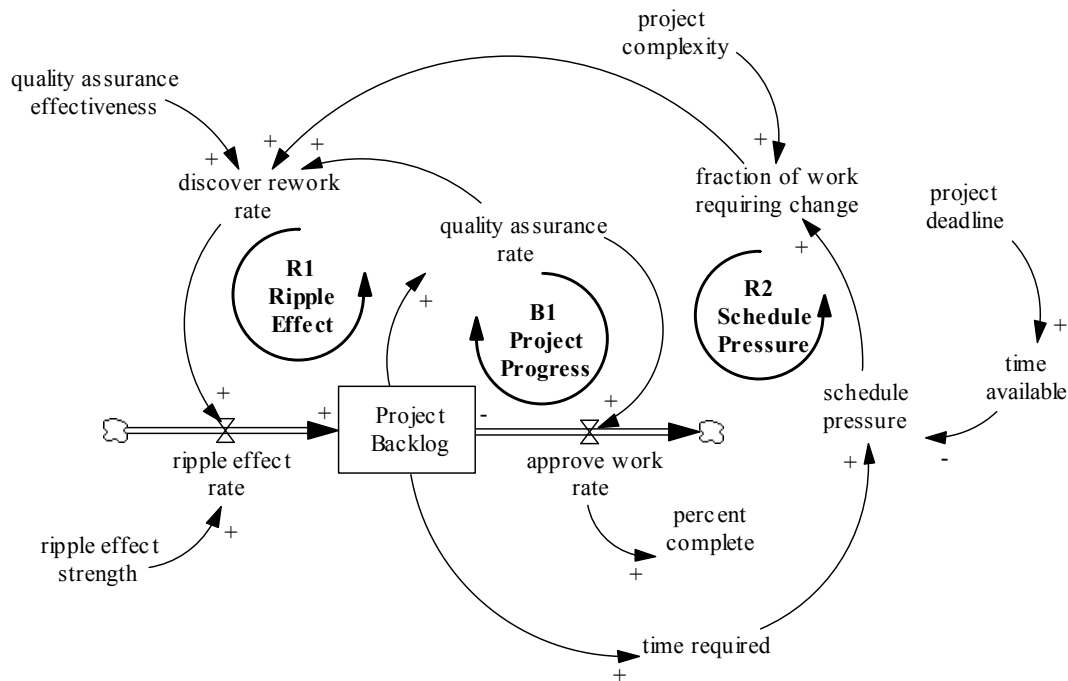 project
complexity
quality assurance
effectiveness
+
+
+
+
discover rework
rate
fraction of work
requiring change
project
deadline
quality assurance
rate
+
R1
Ripple
Effect
+
B1
Project
Progress
R2
Schedule
Pressure
+
time
available
schedule
pressure
+
+
-
+
Project
Backlog
ripple effect
rate
approve work
rate
+
-
percent
complete
+
ripple effect
strength
+
+
time required
+